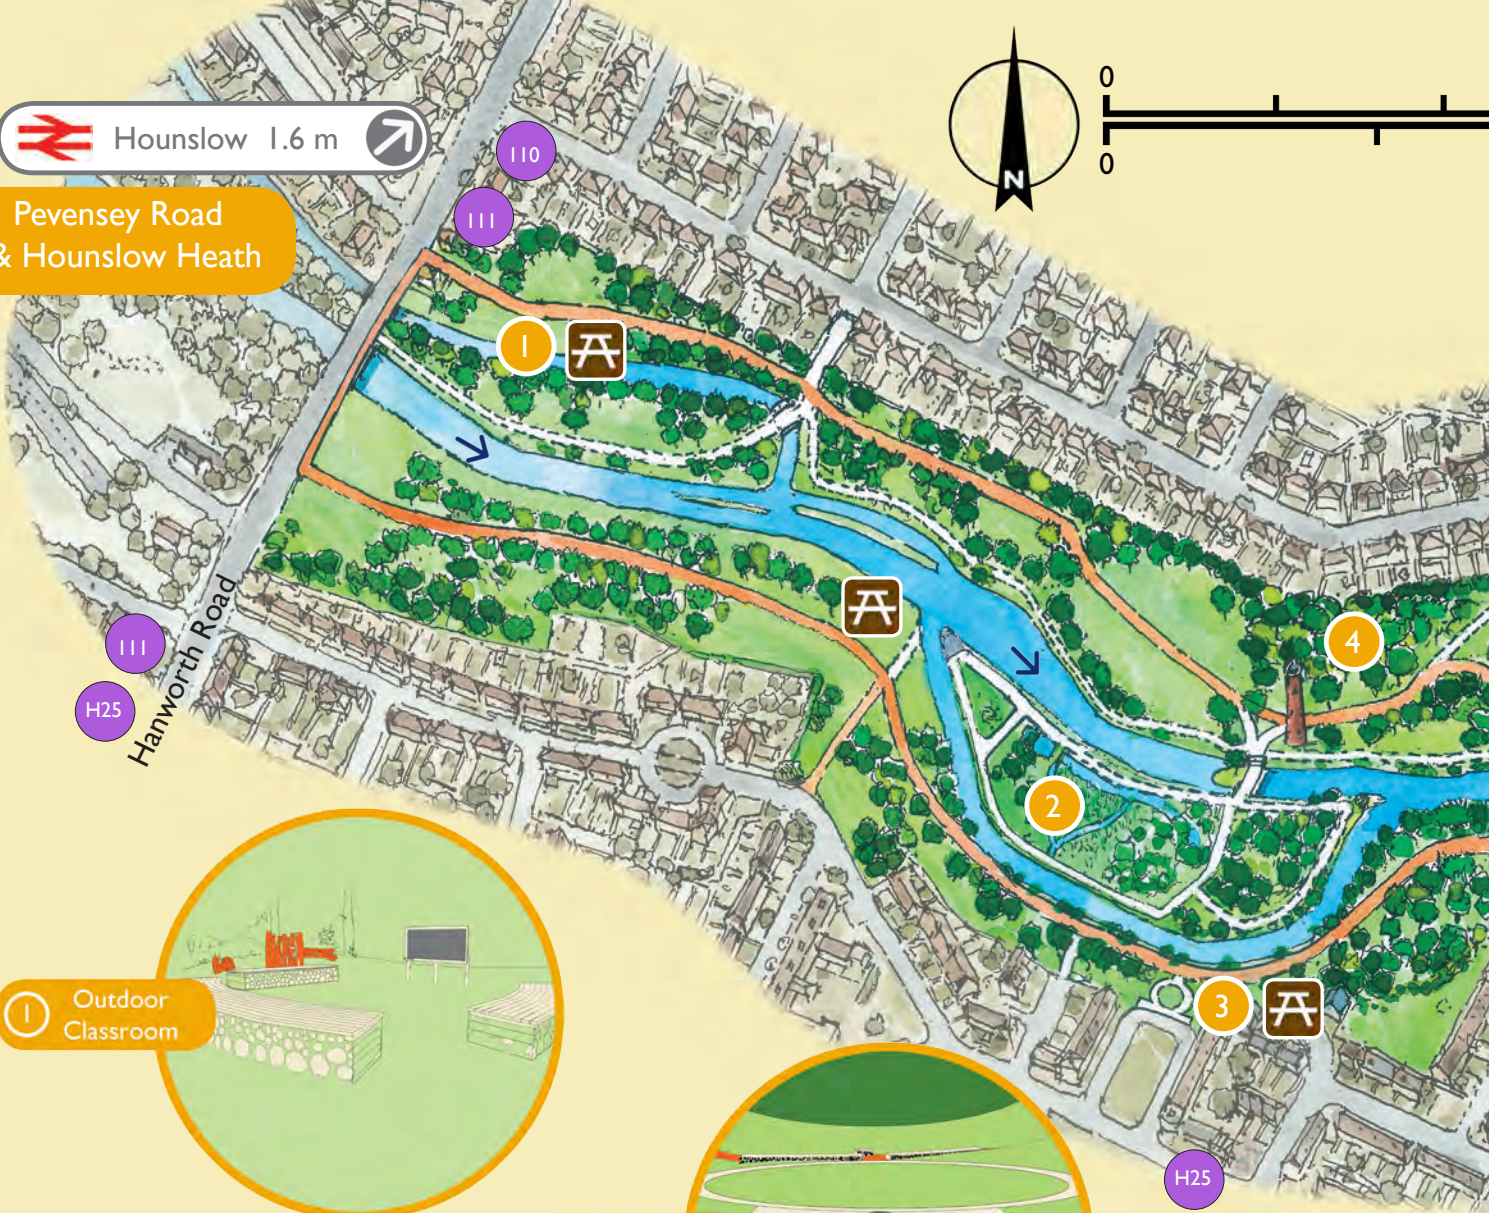 0
0
N
Hounslow 1.6 m
110
111
Pevensey Road
& Hounslow Heath
1
4
111
H25
Hanworth Road
2
3
1
Outdoor
Classroom
H25